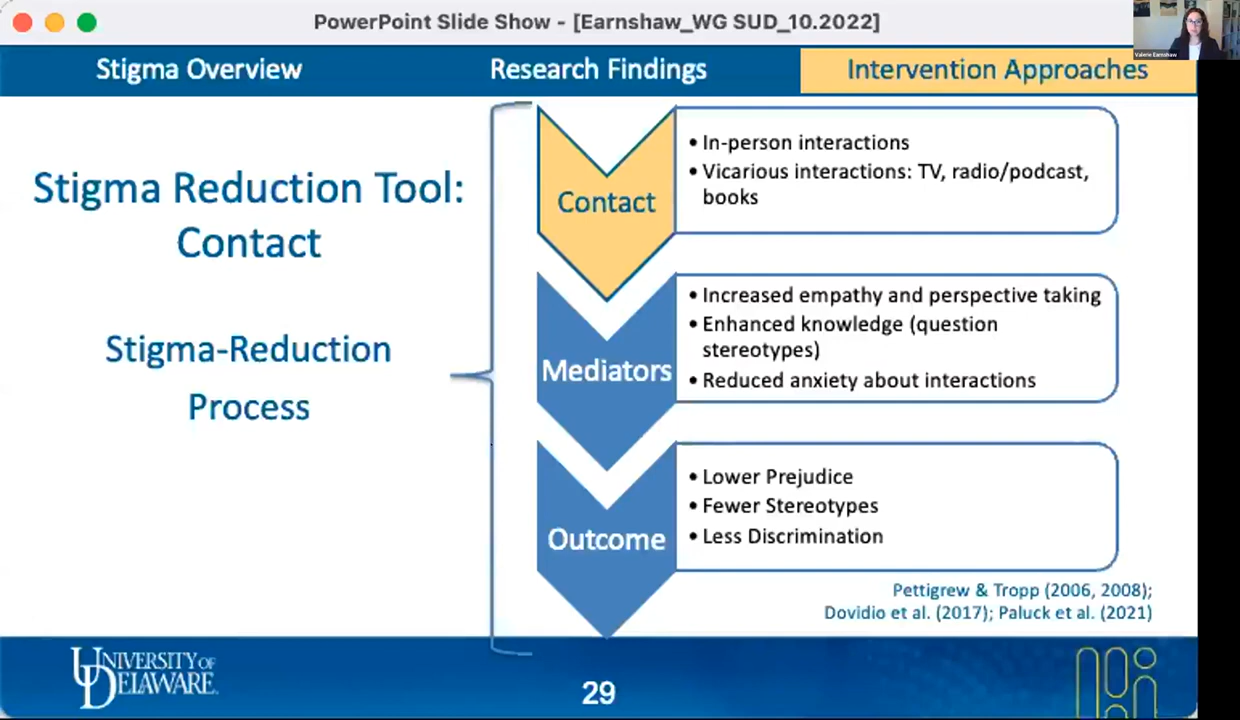 PowerPoint Slide Show - [Earnshaw_WG SUD_10.2022]
Valerie Earnshaw
Stigma Overview
Research Findings
Intervention Approaches
Stigma Reduction Tool:
Contact
Stigma-Reduction
Process
Contact
• In-person interactions
• Vicarious interactions: TV, radio/podcast,
books
Mediators
• Increased empathy and perspective taking
• Enhanced knowledge (question
stereotypes)
• Reduced anxiety about interactions
Outcome
• Lower Prejudice
• Fewer Stereotypes
• Less Discrimination
Pettigrew & Tropp (2006, 2008);
Dovidio et al. (2017); Paluck et al. (2021)
UNIVERSITY OF
DELAWARE.
29